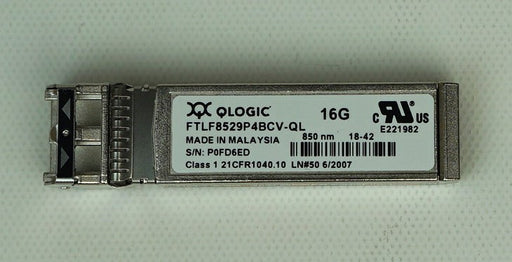 QLOGIC 16G
FTLF8529P4BCV-QL
c UR US
E221982
MADE IN MALAYSIA 850 nm 18-42
S/N: P0FD6ED
Class 1 21CFR1040.10 LN#50 6/2007